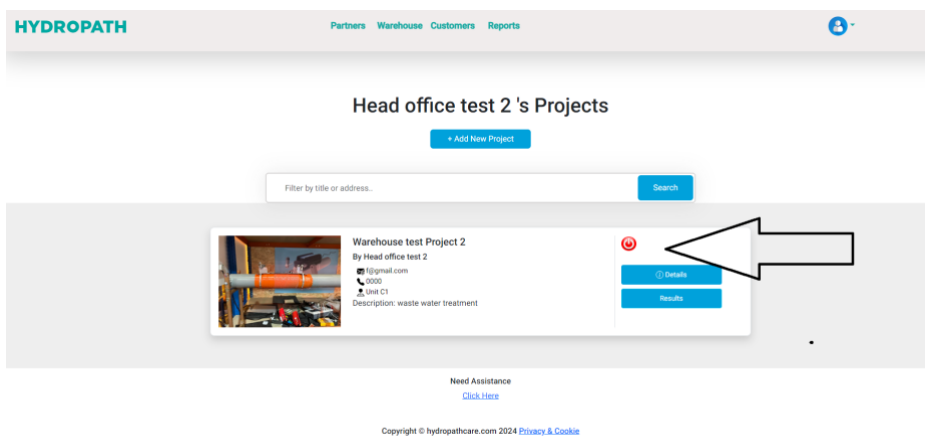 HYDROPATH
Partners Warehouse Customers Reports
Head office test 2 's Projects
+ Add New Project
Filter by title or address..
Search
Warehouse test Project 2
By Head office test 2
f@gmail.com
0000
Unit C1
Description: waste water treatment
Details
Results
Need Assistance
Click Here
Copyright © hydropathcare.com 2024 Privacy & Cookie